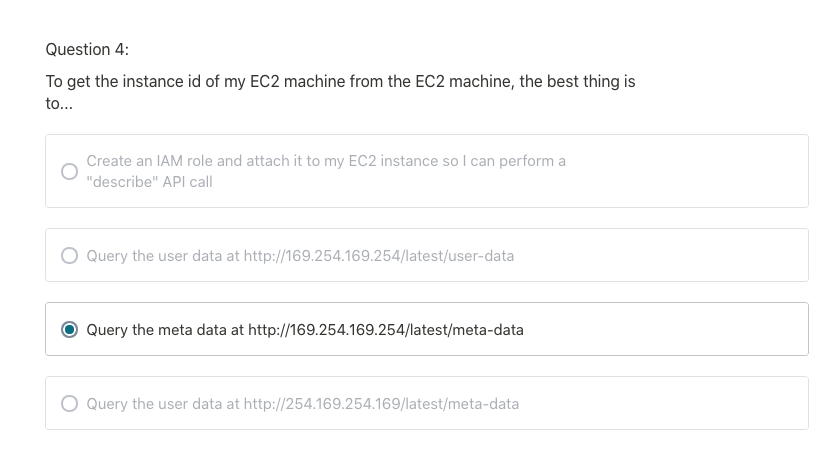 Question 4:
To get the instance id of my EC2 machine from the EC2 machine, the best thing is
to...
Create an IAM role and attach it to my EC2 instance so I can perform a
"describe" API call
Query the user data at http://169.254.169.254/latest/user-data
Query the meta data at http://169.254.169.254/latest/meta-data
Query the user data at http://254.169.254.169/latest/meta-data